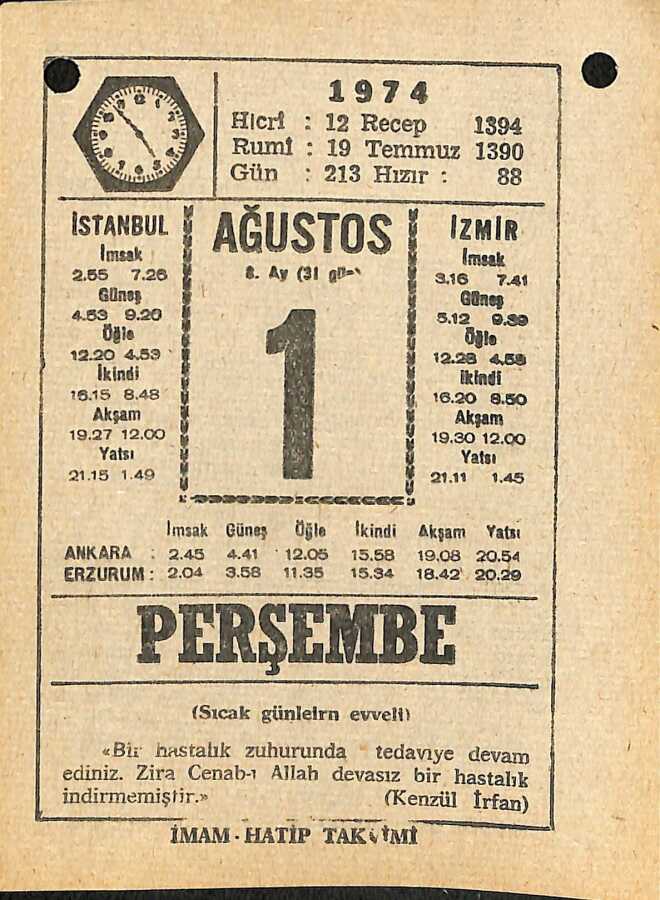 1974
Hicrî : 12 Recep 1394
Rumî : 19 Temmuz 1390
Gün : 213 Hızır : 88
İSTANBUL
İmsak
2.55 7.26
Güneş
4.53 9.20
Öğle
12.20 4.53
İkindi
16.15 8.48
Akşam
19.27 12.00
Yatsı
21.15 1.49
AĞUSTOS
8. Ay (31 gün)
1
İZMİR
İmsak
3.16 7.41
Güneş
5.12 9.39
Öğle
12.28 4.58
İkindi
16.20 8.50
Akşam
19.30 12.00
Yatsı
21.11 1.45
İmsak Güneş Öğle İkindi Akşam Yatsı
ANKARA : 2.45 4.41 12.05 15.58 19.08 20.54
ERZURUM : 2.04 3.58 11.35 15.34 18.42 20.29
PERŞEMBE
(Sıcak günleirn evveli)
«Bir hastalık zuhurunda tedaviye devam
ediniz. Zira Cenab-ı Allah devasız bir hastalık
indirmemiştir.» (Kenzül İrfan)
İMAM - HATİP TAKVİMİ